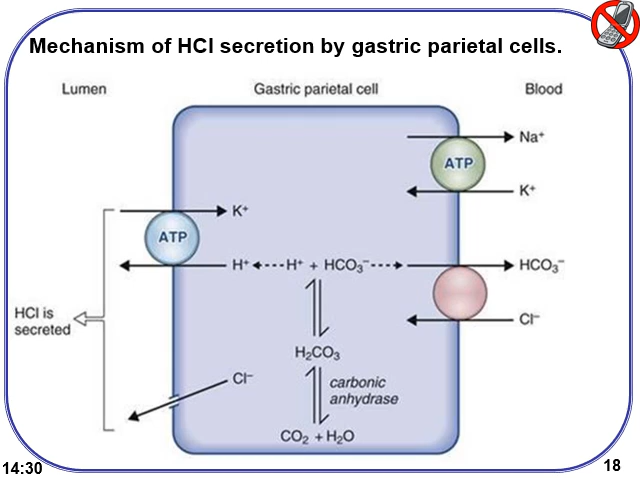 Mechanism of HCl secretion by gastric parietal cells.
Lumen
Gastric parietal cell
Blood
Na⁺
ATP
K⁺
K⁺
ATP
H⁺
H⁺ + HCO₃⁻
HCO₃⁻
HCl is
secreted
Cl⁻
H₂CO₃
Cl⁻
carbonic
anhydrase
CO₂ + H₂O
14:30
18